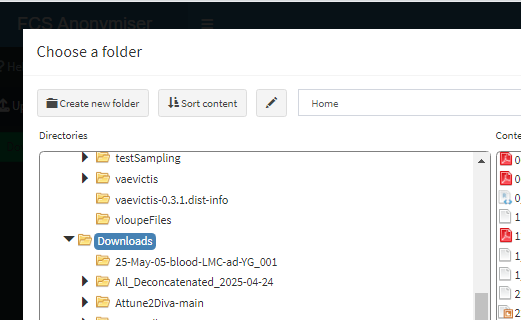 FCS Anonymiser
Choose a folder
Create new folder
Sort content
Home
Directories
Conte
testSampling
vaevictis
vaevictis-0.3.1.dist-info
vloupeFiles
Downloads
25-May-05-blood-LMC-ad-YG_001
All_Deconcatenated_2025-04-24
Attune2Diva-main